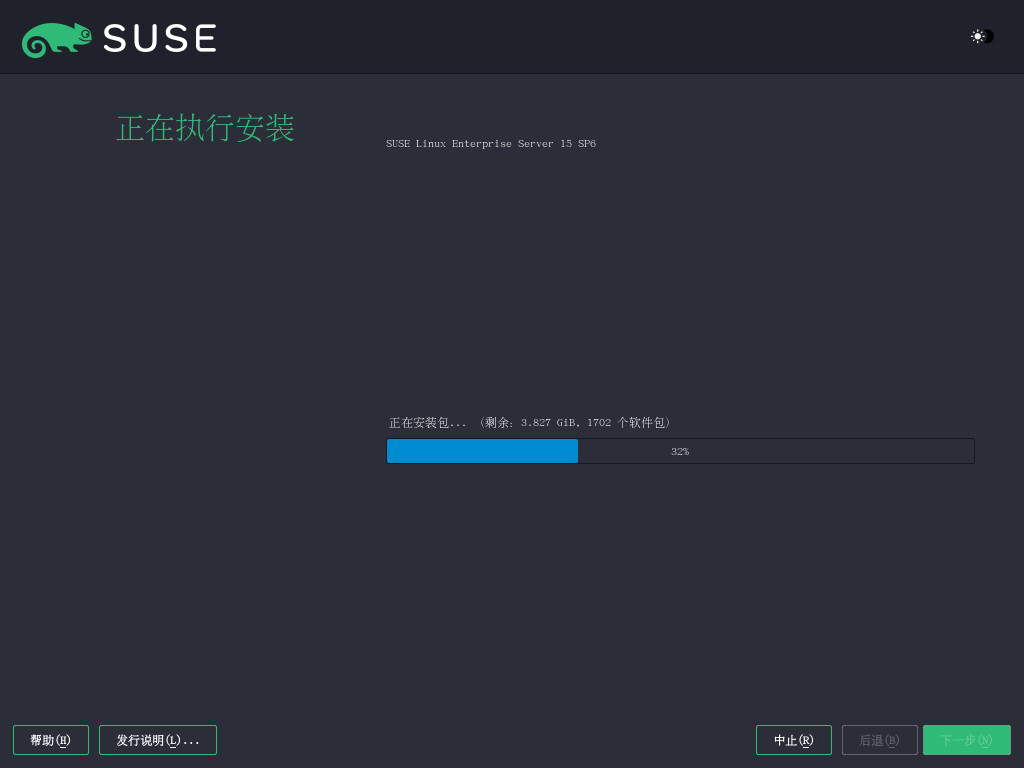 SUSE
正在执行安装
SUSE Linux Enterprise Server 15 SP6
正在安装包... (剩余: 3.827 GiB, 1702 个软件包)
32%
帮助(H) 发行说明(L)... 中止(R) 后退(B) 下一步(N)